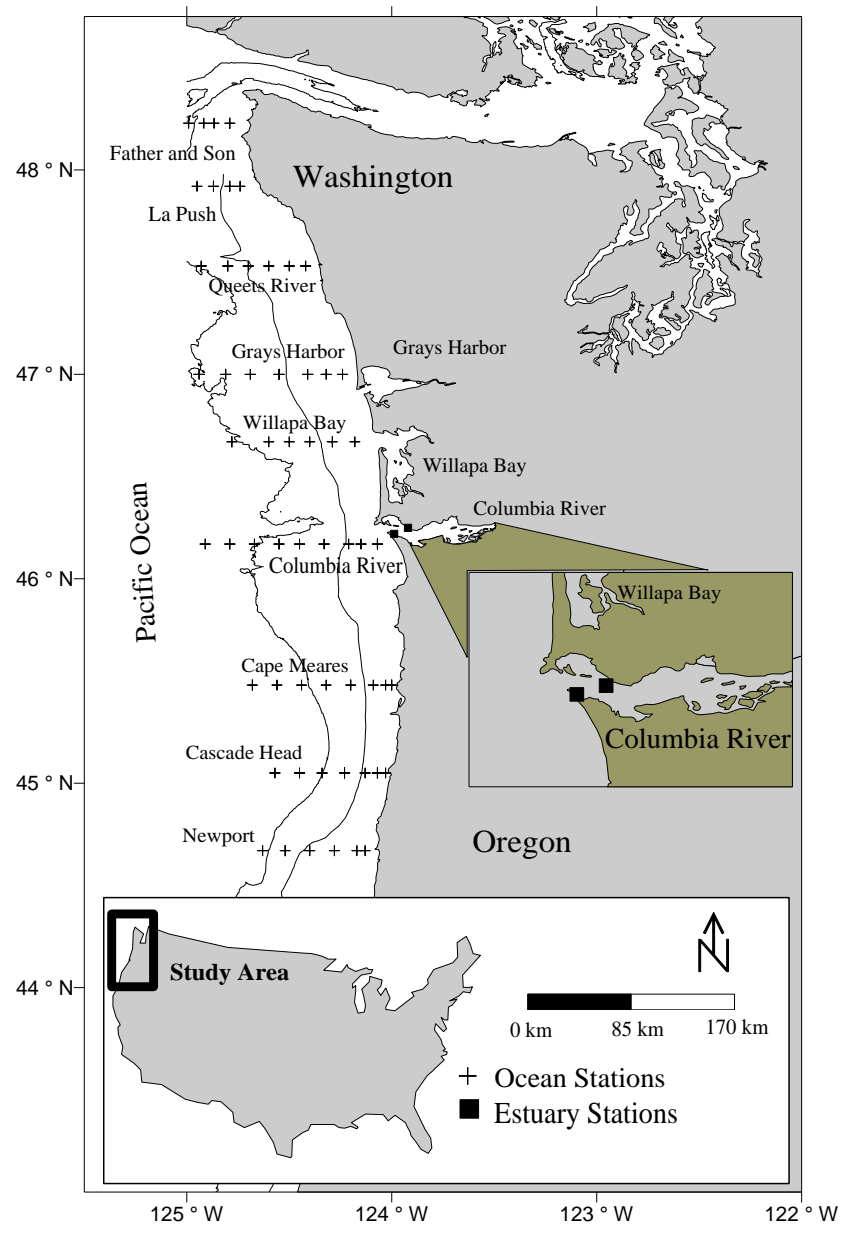 Father and Son
48 ° N
Washington
La Push
Queets River
Grays Harbor
Grays Harbor
47 ° N
Willapa Bay
Willapa Bay
Columbia River
Pacific Ocean
Columbia River
46 ° N
Willapa Bay
Cape Meares
Columbia River
Cascade Head
45 ° N
Newport
Oregon
N
Study Area
44 ° N
0 km 85 km 170 km
Ocean Stations
Estuary Stations
125 ° W 124 ° W 123 ° W 122 ° W